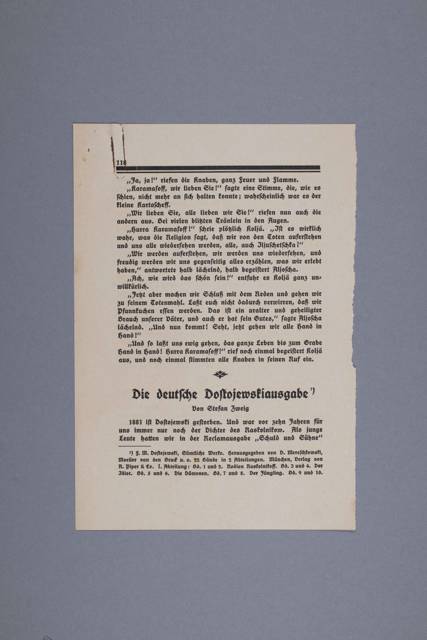 118
„Ja, ja!“ riefen die Knaben, ganz Feuer und Flamme.
„Karamasoff, wir lieben Sie!“ sagte eine Stimme, die, wie es
schien, nicht mehr an sich halten konnte; wahrscheinlich war es der
kleine Kartascheff.
„Wir lieben Sie, alle lieben wir Sie!“ riefen nun auch die
andern aus. Bei vielen blitzten Tränlein in den Augen.
„Hurra Karamasoff!“ schrie plötzlich Koljä. „Ist es wirklich
wahr, was die Religion sagt, daß wir von den Toten auferstehen
und uns alle wiedersehen werden, alle, auch Iljuschetschka?“
„Wir werden auferstehen, wir werden uns wiedersehen, und
freudig werden wir uns gegenseitig alles erzählen, was wir erlebt
haben,“ antwortete halb lächelnd, halb begeistert Aljoscha.
„Ach, wie wird das schön sein!“ entfuhr es Koljä ganz un-
willkürlich.
„Jetzt aber machen wir Schluß mit dem Reden und gehen wir
zu seinem Totenmahl. Laßt euch nicht dadurch verwirren, daß wir
Pfannkuchen essen werden. Das ist ein uralter und geheiligter
Brauch unserer Väter, und auch er hat sein Gutes,“ sagte Aljoscha
lächelnd. „Und nun kommt! Seht, jetzt gehen wir alle Hand in
Hand!“
„Und so laßt uns ewig gehen, das ganze Leben bis zum Grabe
Hand in Hand! Hurra Karamasoff!“ rief noch einmal begeistert Koljä
aus, und noch einmal stimmten alle Knaben in seinen Ruf ein.
Die deutsche Dostojewskiausgabe¹)
Von Stefan Zweig
1881 ist Dostojewski gestorben. Und war vor zehn Jahren für
uns immer nur noch der Dichter des Raskolnikow. Als junge
Leute hatten wir in der Reclamausgabe „Schuld und Sühne“
¹) F. M. Dostojewski, Sämtliche Werke. Herausgegeben von D. Mereschkowski,
Moeller van den Bruck u. a. 22 Bände in 2 Abteilungen. München, Verlag von
R. Piper & Co. I. Abteilung: Bd. 1 und 2. Rodion Raskolnikoff. Bd. 3 und 4. Der
Idiot. Bd. 5 und 6. Die Dämonen. Bd. 7 und 8. Der Jüngling. Bd. 9 und 10.